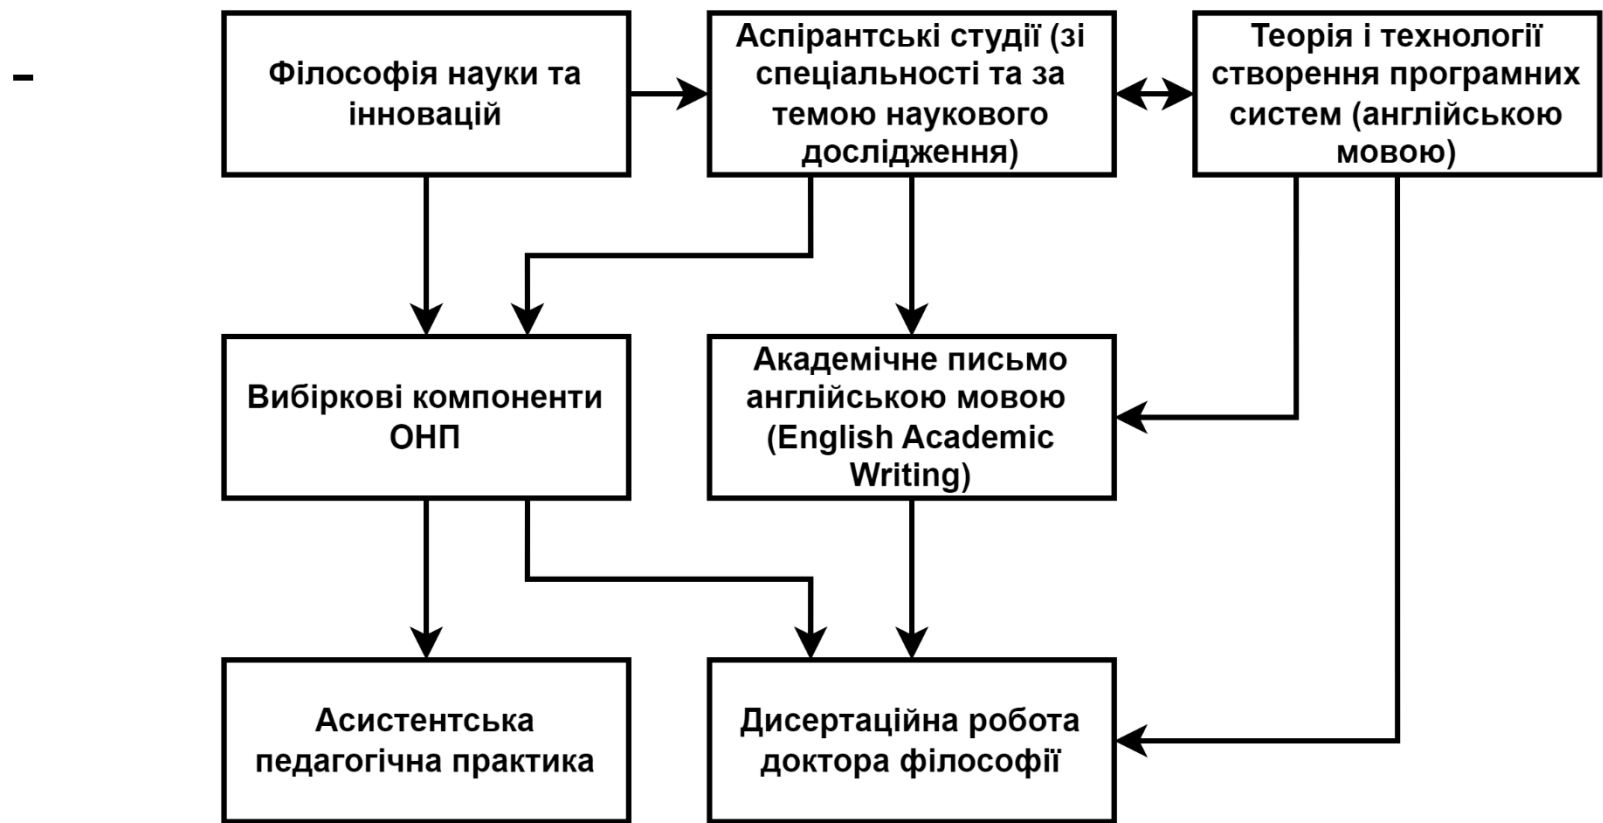 -
Філософія науки та
інновацій
Аспірантські студії (зі
спеціальності та за
темою наукового
дослідження)
Теорія і технології
створення програмних
систем (англійською
мовою)
Вибіркові компоненти
ОНП
Академічне письмо
англійською мовою
(English Academic
Writing)
Асистентська
педагогічна практика
Дисертаційна робота
доктора філософії